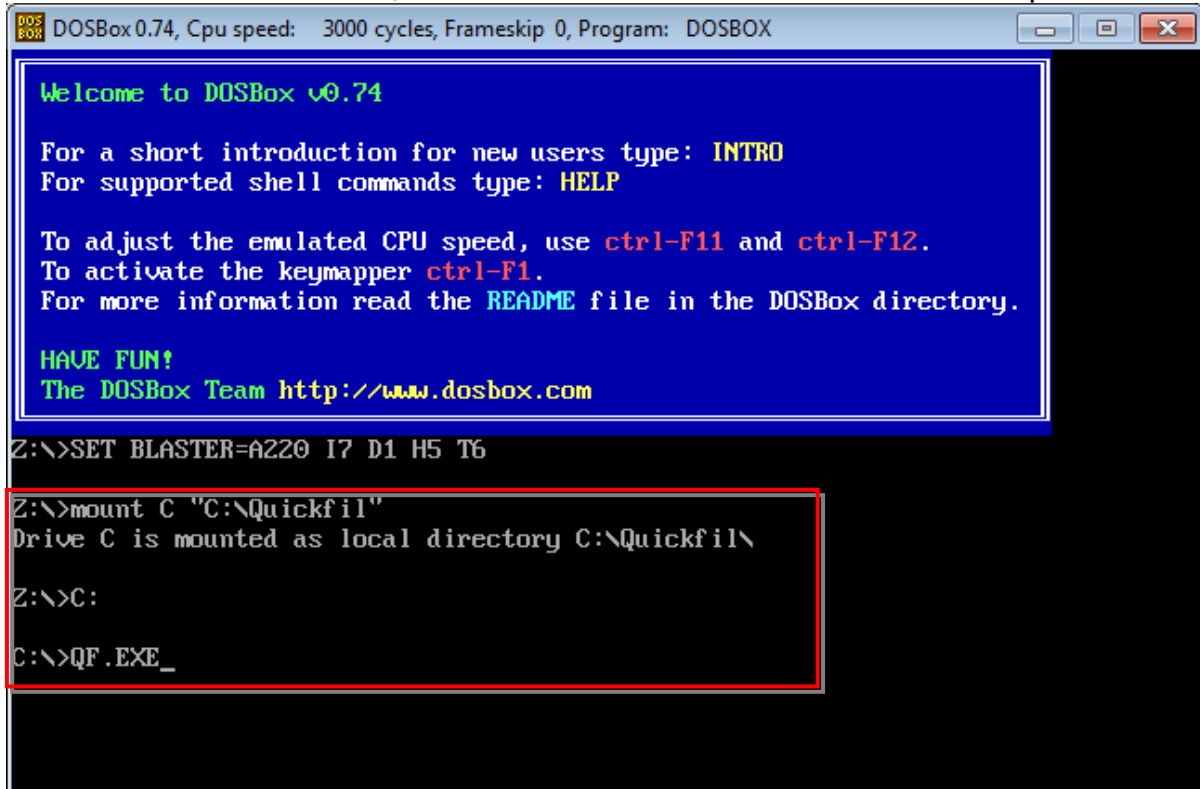 DOSBox 0.74, Cpu speed: 3000 cycles, Frameskip 0, Program: DOSBOX
Welcome to DOSBox v0.74
For a short introduction for new users type: INTRO
For supported shell commands type: HELP
To adjust the emulated CPU speed, use ctrl-F11 and ctrl-F12.
To activate the keymapper ctrl-F1.
For more information read the README file in the DOSBox directory.
HAVE FUN!
The DOSBox Team http://www.dosbox.com
Z:\>SET BLASTER=A220 I7 D1 H5 T6
Z:\>mount C "C:\Quickfil"
Drive C is mounted as local directory C:\Quickfil\
Z:\>C:
C:\>QF.EXE_